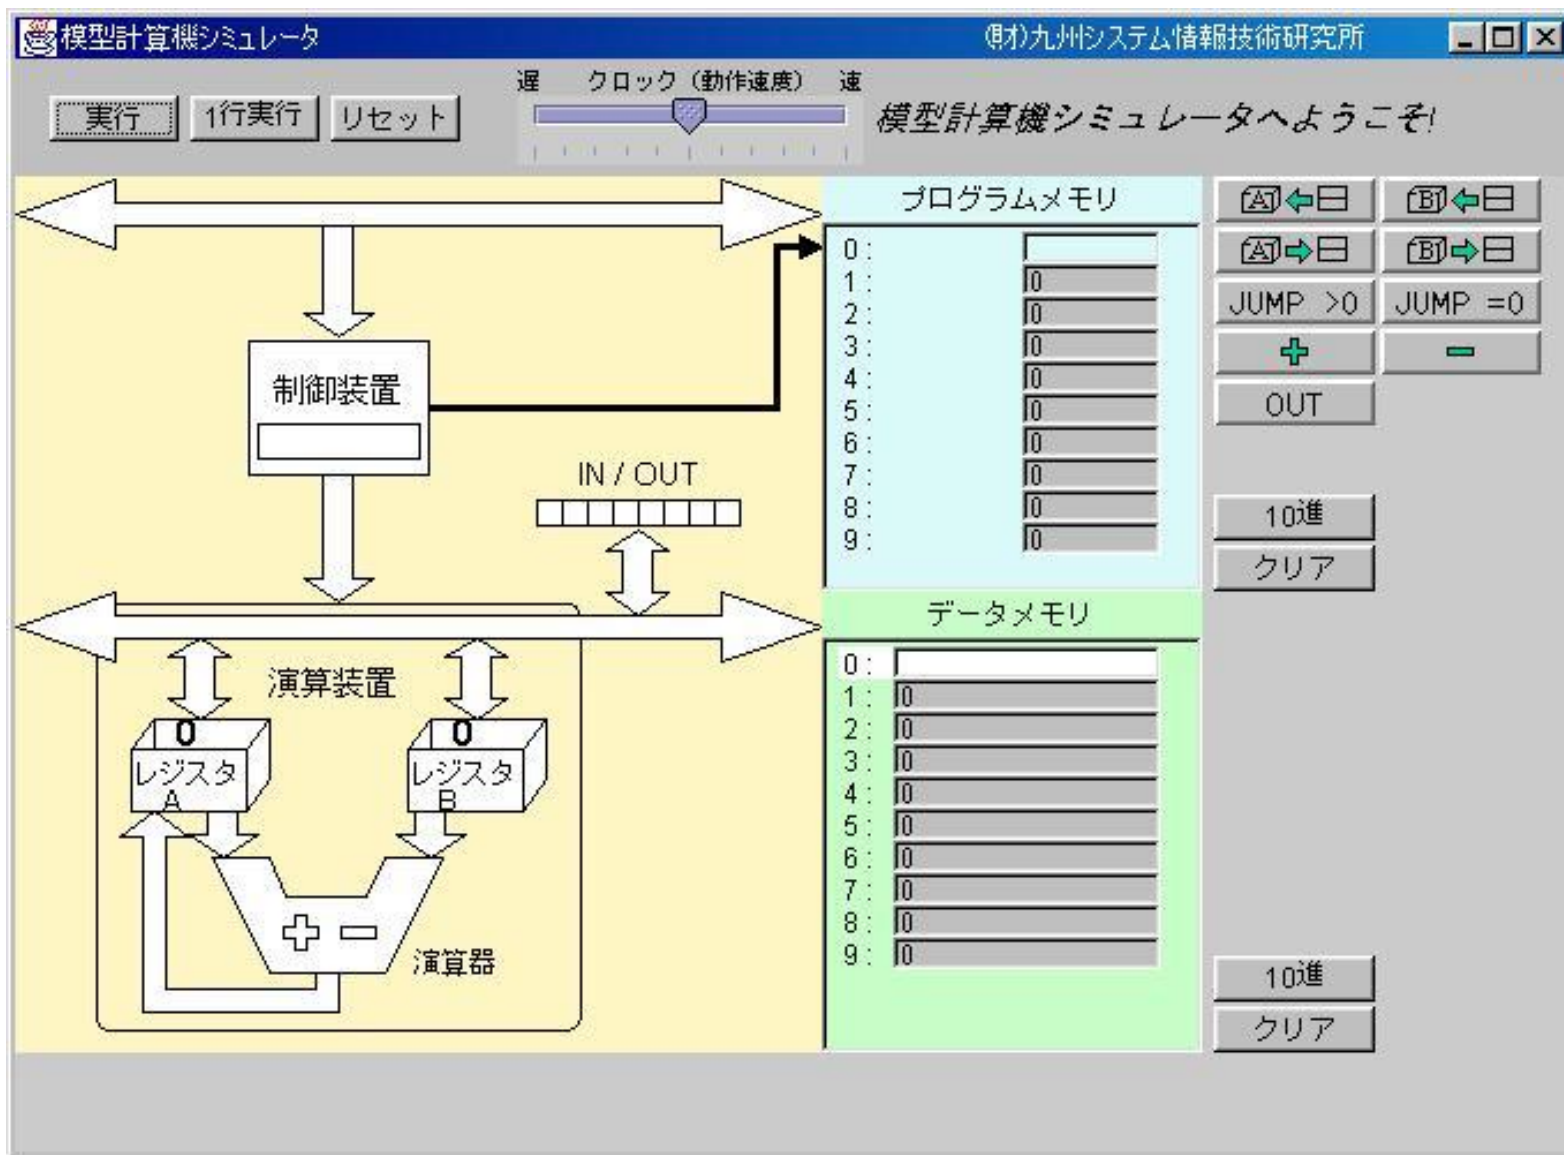 模型計算機シミュレータ
(財)九州システム情報技術研究所
実行
1行実行
リセット
遅 クロック(動作速度) 速
模型計算機シミュレータへようこそ!
プログラムメモリ
0:
1: 0
2: 0
3: 0
4: 0
5: 0
6: 0
7: 0
8: 0
9: 0
A
B
A
B
JUMP >0
JUMP =0
OUT
10進
クリア
制御装置
IN / OUT
データメモリ
0:
1: 0
2: 0
3: 0
4: 0
5: 0
6: 0
7: 0
8: 0
9: 0
10進
クリア
演算装置
0
レジスタ
A
0
レジスタ
B
演算器